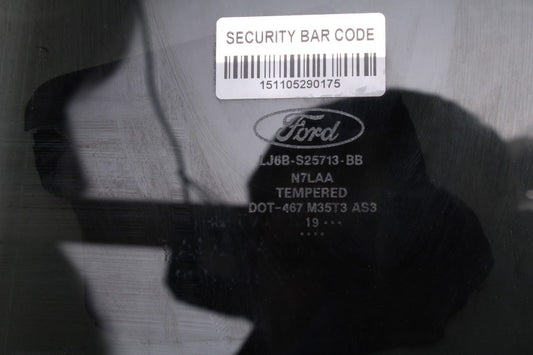 SECURITY BAR CODE
151105290175
Ford
LJ6B-S25713-BB
N7LAA
TEMPERED
DOT-467 M35T3 AS3
19 •••
••••